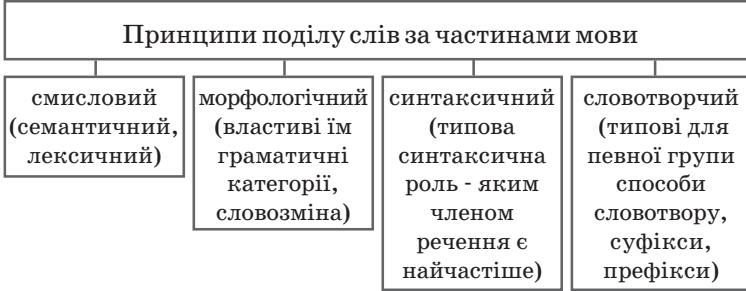 Принципи поділу слів за частинами мови
смисловий
(семантичний,
лексичний)
морфологічний
(властиві їм
граматичні
категорії,
словозміна)
синтаксичний
(типова
синтаксична
роль - яким
членом
речення є
найчастіше)
словотворчий
(типові для
певної групи
способи
словотвору,
суфікси,
префікси)